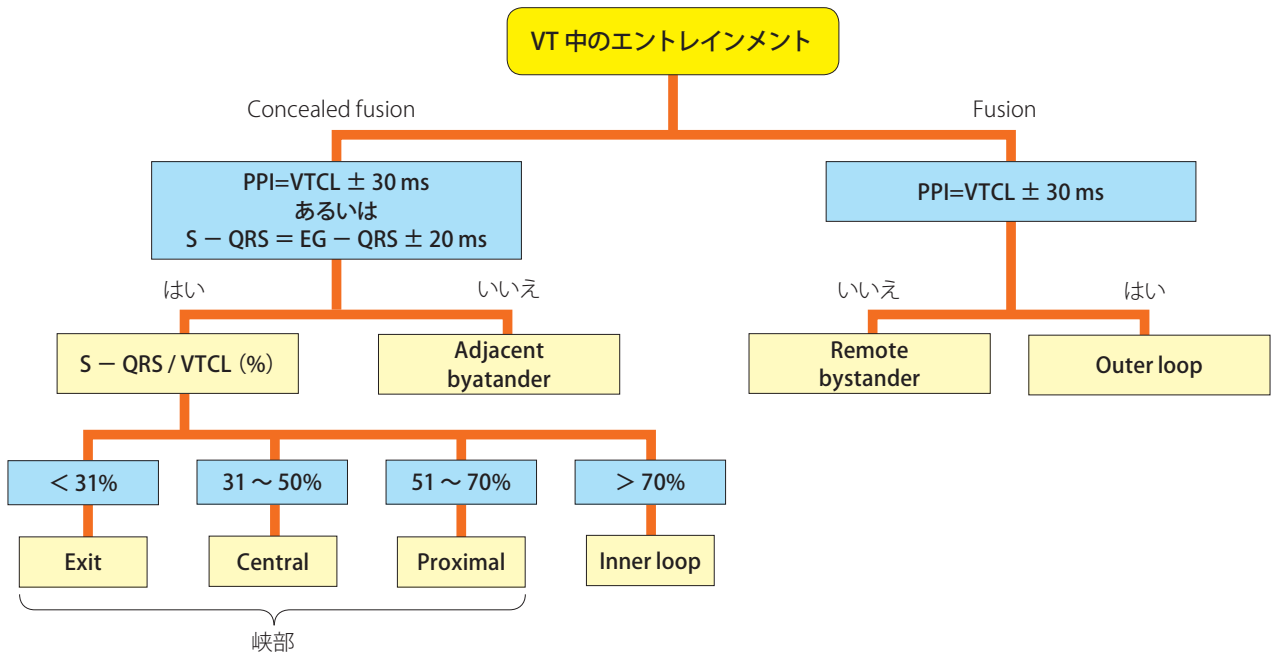 VT 中のエントレインメント
Concealed fusion
Fusion
PPI=VTCL ± 30 ms
あるいは
S － QRS = EG － QRS ± 20 ms
PPI=VTCL ± 30 ms
はい
いいえ
いいえ
はい
S － QRS / VTCL (%)
Adjacent
byatander
Remote
bystander
Outer loop
＜ 31%
31 ～ 50%
51 ～ 70%
＞ 70%
Exit
Central
Proximal
Inner loop
峡部